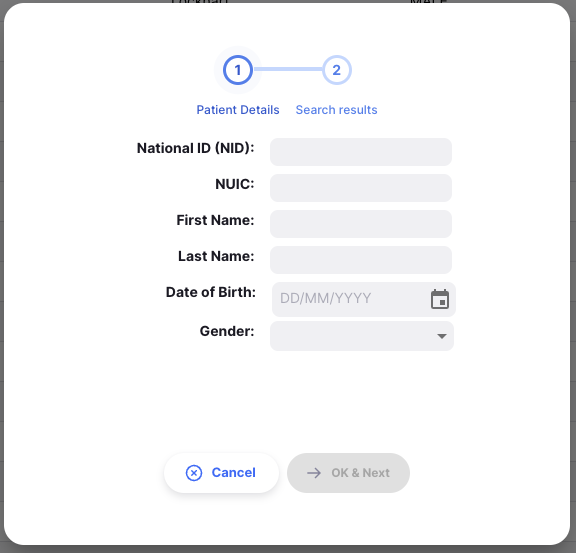 1 2
Patient Details Search results
National ID (NID):
NUIC:
First Name:
Last Name:
Date of Birth: DD/MM/YYYY
Gender:
Cancel OK & Next